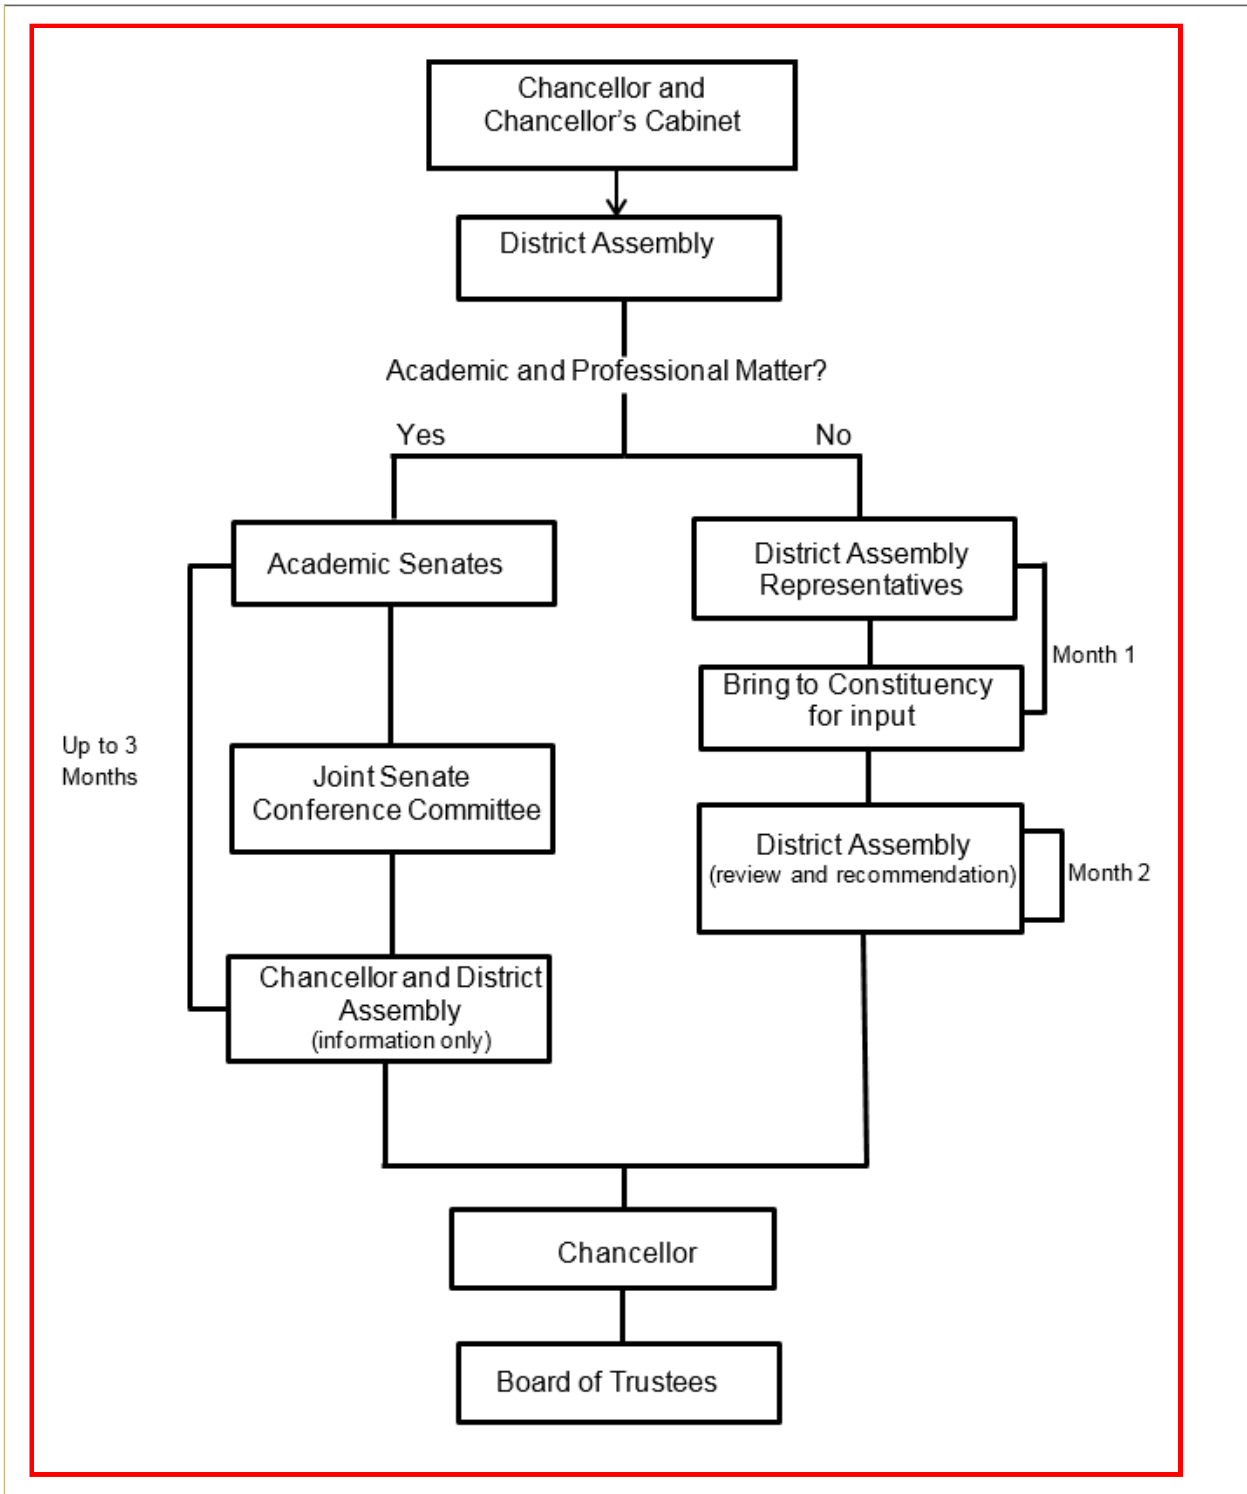 Chancellor and
Chancellor’s Cabinet
District Assembly
Academic and Professional Matter?
Yes
No
Academic Senates
District Assembly
Representatives
Month 1
Bring to Constituency
for input
Up to 3
Months
Joint Senate
Conference Committee
District Assembly
(review and recommendation)
Month 2
Chancellor and District
Assembly
(information only)
Chancellor
Board of Trustees